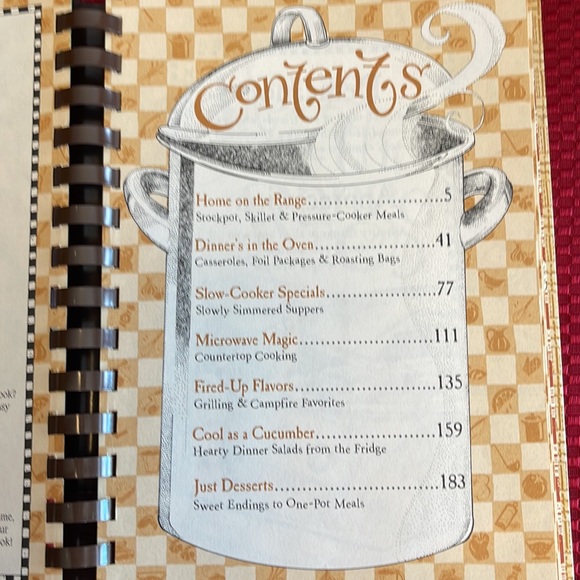 ook?
me,
ok!
Contents
Home on the Range......................5
Stockpot, Skillet & Pressure-Cooker Meals
Dinner's in the Oven....................41
Casseroles, Foil Packages & Roasting Bags
Slow-Cooker Specials....................77
Slowly Simmered Suppers
Microwave Magic........................111
Countertop Cooking
Fired-Up Flavors.........................135
Grilling & Campfire Favorites
Cool as a Cucumber.....................159
Hearty Dinner Salads from the Fridge
Just Desserts.............................183
Sweet Endings to One-Pot Meals